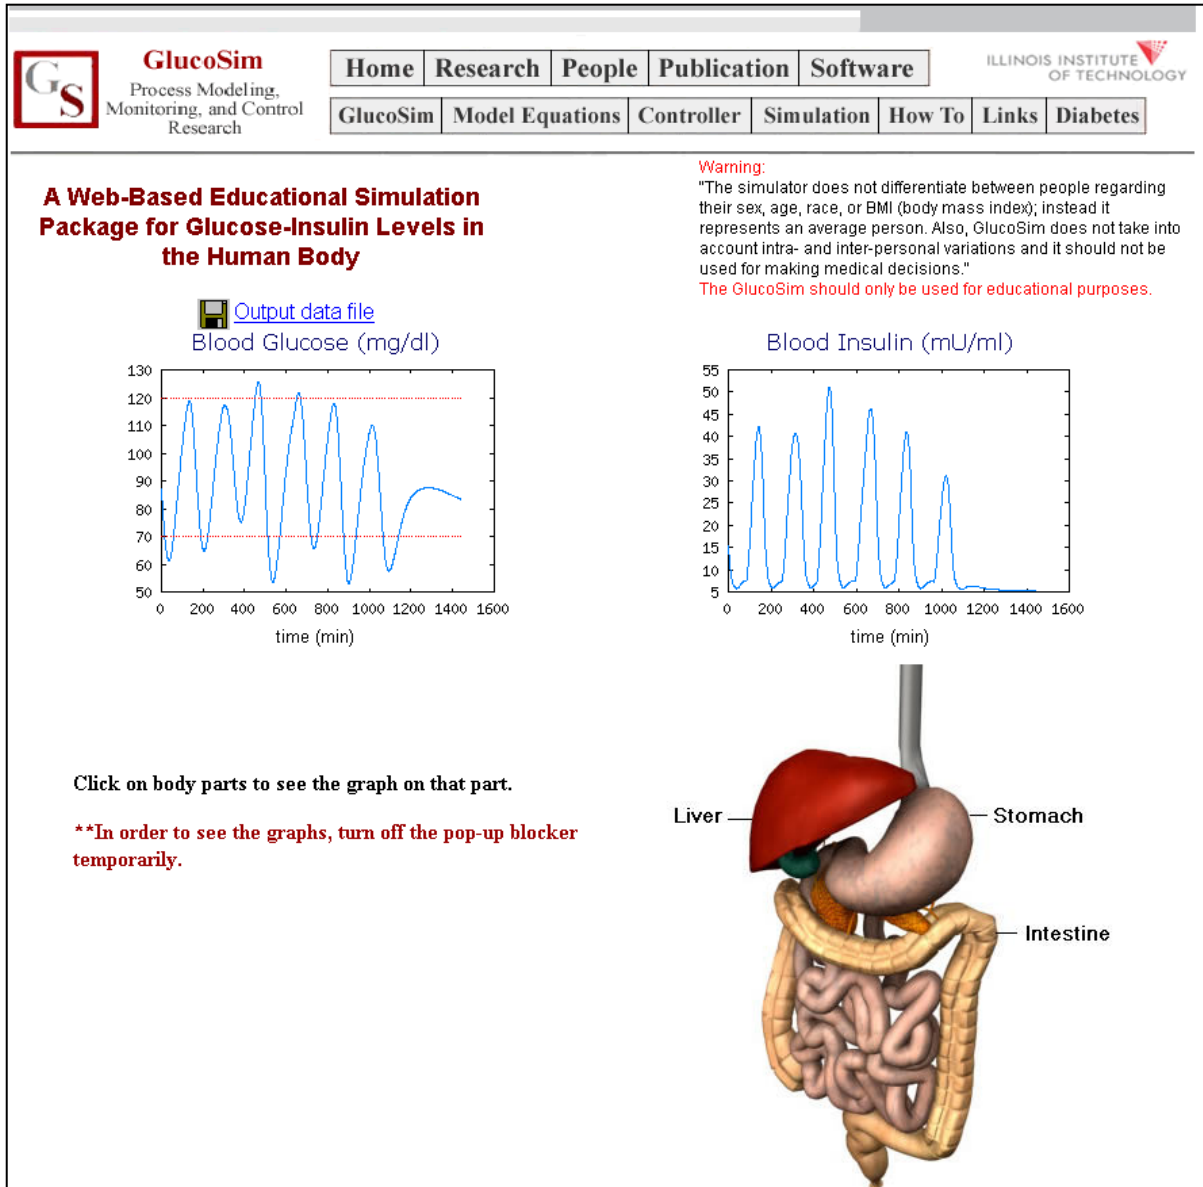 GS
GlucoSim
Process Modeling,
Monitoring, and Control
Research
Home Research People Publication Software
GlucoSim Model Equations Controller Simulation How To Links Diabetes
ILLINOIS INSTITUTE
OF TECHNOLOGY
A Web-Based Educational Simulation
Package for Glucose-Insulin Levels in
the Human Body
Warning:
"The simulator does not differentiate between people regarding
their sex, age, race, or BMI (body mass index); instead it
represents an average person. Also, GlucoSim does not take into
account intra- and inter-personal variations and it should not be
used for making medical decisions."
The GlucoSim should only be used for educational purposes.
Output data file
Blood Glucose (mg/dl)
130
120
110
100
90
80
70
60
50
0 200 400 600 800 1000 1200 1400 1600
time (min)
Blood Insulin (mU/ml)
55
50
45
40
35
30
25
20
15
10
5
0 200 400 600 800 1000 1200 1400 1600
time (min)
Click on body parts to see the graph on that part.
**In order to see the graphs, turn off the pop-up blocker
temporarily.
Liver
Stomach
Intestine